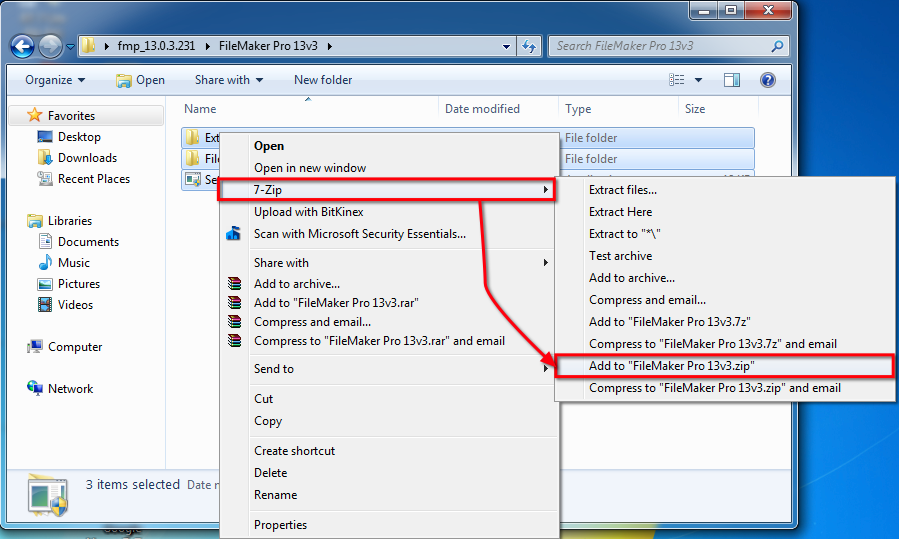 fmp_13.0.3.231 FileMaker Pro 13v3 Search FileMaker Pro 13v3
Organize Open Share with New folder
Name Date modified Type Size
Favorites
Desktop
Downloads
Recent Places
Libraries
Documents
Music
Pictures
Videos
Computer
Network
File folder
File folder
Open
Open in new window
7-Zip
Upload with BitKinex
Scan with Microsoft Security Essentials...
Share with
Add to archive...
Add to "FileMaker Pro 13v3.rar"
Compress and email...
Compress to "FileMaker Pro 13v3.rar" and email
Send to
Cut
Copy
Create shortcut
Delete
Rename
Properties
Extract files...
Extract Here
Extract to "*\"
Test archive
Add to archive...
Compress and email...
Add to "FileMaker Pro 13v3.7z"
Compress to "FileMaker Pro 13v3.7z" and email
Add to "FileMaker Pro 13v3.zip"
Compress to "FileMaker Pro 13v3.zip" and email
3 items selected Date